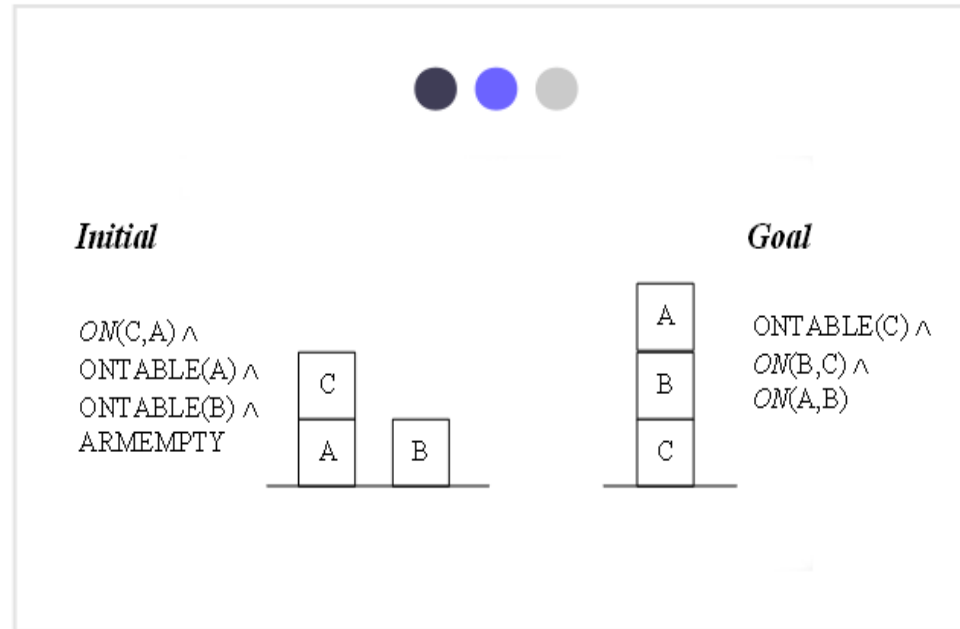 Initial
ON(C,A) ∧
ONTABLE(A) ∧
ONTABLE(B) ∧
ARMEMPTY
C
A
B
A
B
C
Goal
ONTABLE(C) ∧
ON(B,C) ∧
ON(A,B)